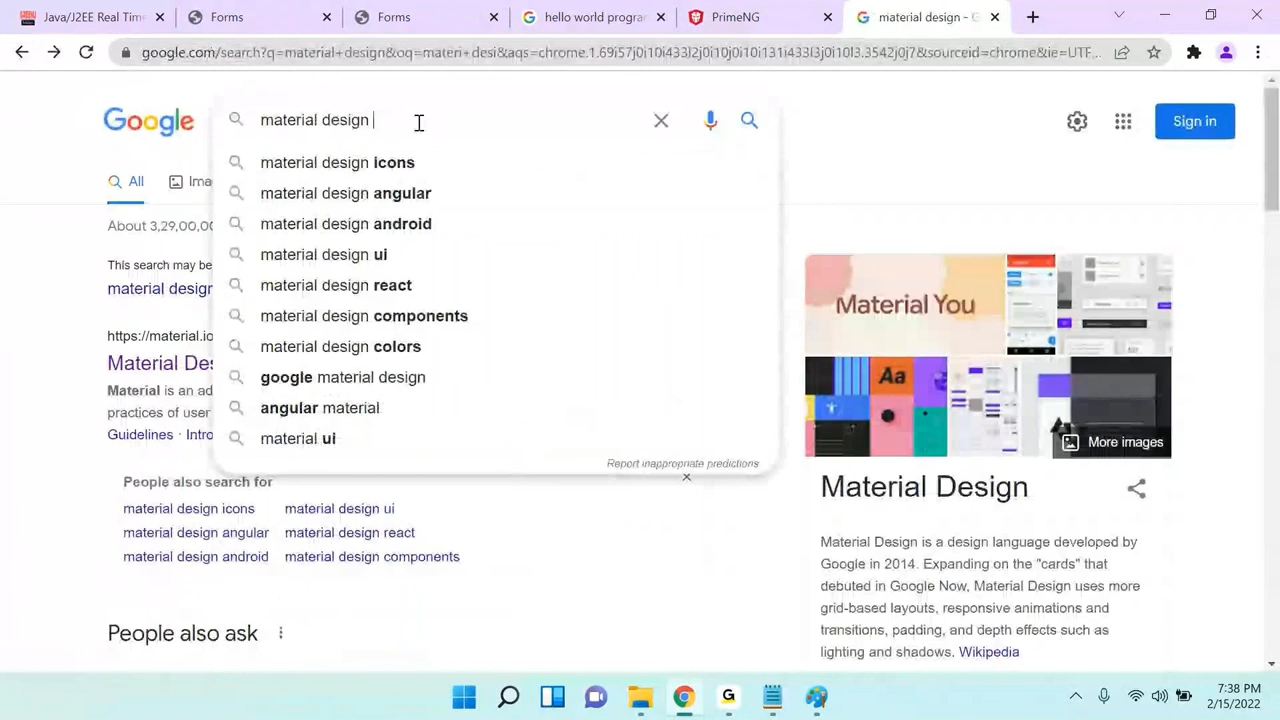 Java/J2EE Real Tim
Forms
Forms
hello world progra
PrimeNG
material design - G
google.com/search?q=material+design&oq=materi+desi&aqs=chrome.1.69i57j0i10i433l2j0i10j0i10i131i433l3j0i10l3.3542j0j7&sourceid=chrome&ie=UTF...
Google
material design
Sign in
All
Ima
About 3,29,00,00
This search may be
material design
https://material.io
Material De
Material is an ad
practices of user
Guidelines · Intro
material design icons
material design angular
material design android
material design ui
material design react
material design components
material design colors
google material design
angular material
material ui
Report inappropriate predictions
People also search for
material design icons
material design ui
material design angular
material design react
material design android
material design components
People also ask
Material You
Aa
More images
Material Design
Material Design is a design language developed by
Google in 2014. Expanding on the "cards" that
debuted in Google Now, Material Design uses more
grid-based layouts, responsive animations and
transitions, padding, and depth effects such as
lighting and shadows. Wikipedia
G
7:38 PM
2/15/2022